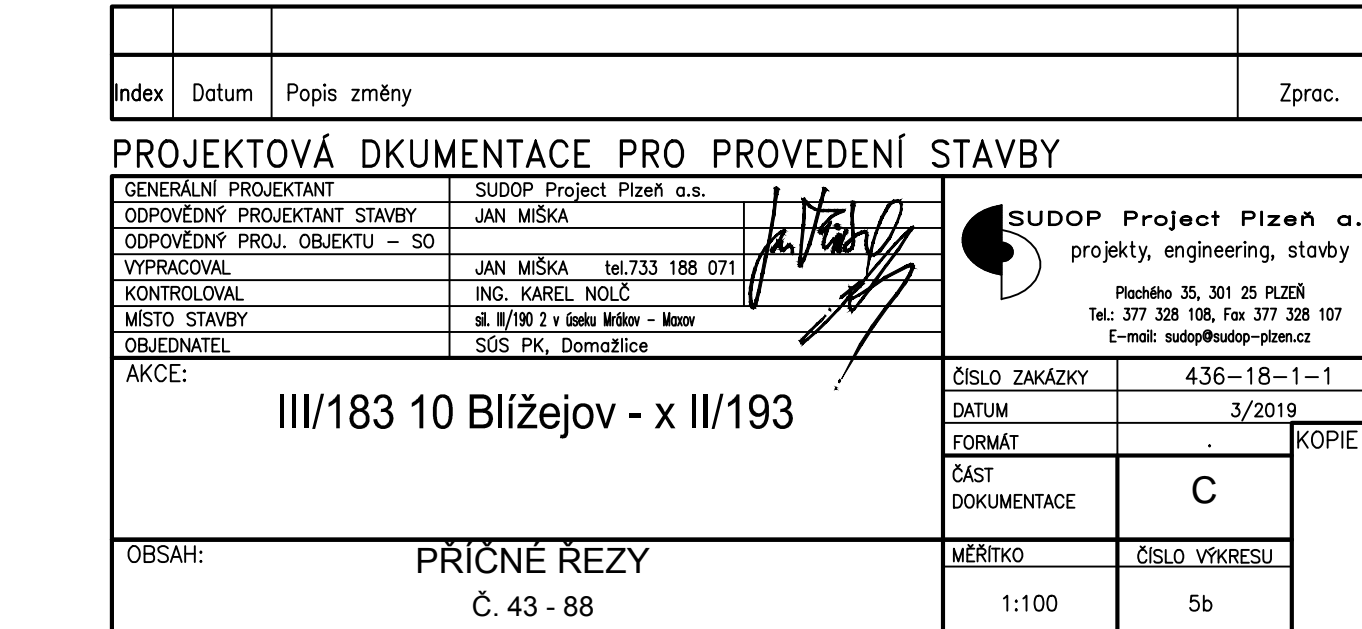 Index Datum Popis změny Zprac.
PROJEKTOVÁ DKUMENTACE PRO PROVEDENÍ STAVBY
GENERÁLNÍ PROJEKTANT SUDOP Project Plzeň a.s.
ODPOVĚDNÝ PROJEKTANT STAVBY JAN MIŠKA
ODPOVĚDNÝ PROJ. OBJEKTU – SO
VYPRACOVAL JAN MIŠKA tel.733 188 071
KONTROLOVAL ING. KAREL NOLČ
MÍSTO STAVBY sil. III/190 2 v úseku Mrákov – Maxov
OBJEDNATEL SÚS PK, Domažlice
SUDOP Project Plzeň a.
projekty, engineering, stavby
Plachého 35, 301 25 PLZEŇ
Tel.: 377 328 108, Fax 377 328 107
E–mail: sudop@sudop–plzen.cz
AKCE:
III/183 10 Blížejov - x II/193
ČÍSLO ZAKÁZKY 436–18–1–1
DATUM 3/2019
FORMÁT . KOPIE
ČÁST
DOKUMENTACE C
OBSAH: PŘÍČNÉ ŘEZY
Č. 43 - 88
MĚŘÍTKO ČÍSLO VÝKRESU
1:100 5b